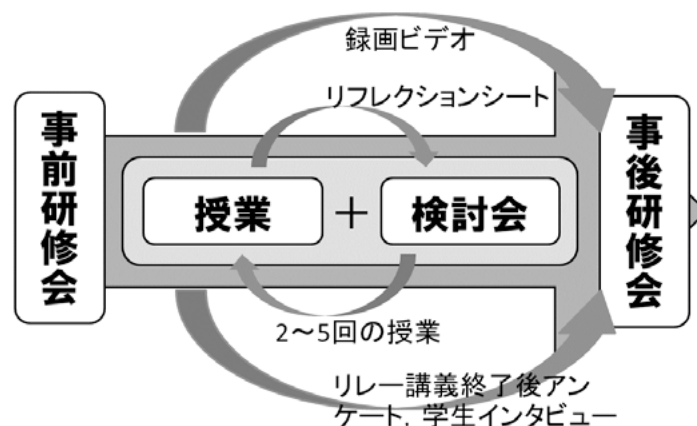 録画ビデオ
リフレクションシート
事前研修会
授業
+
検討会
事後研修会
2～5回の授業
リレー講義終了後アン
ケート，学生インタビュー